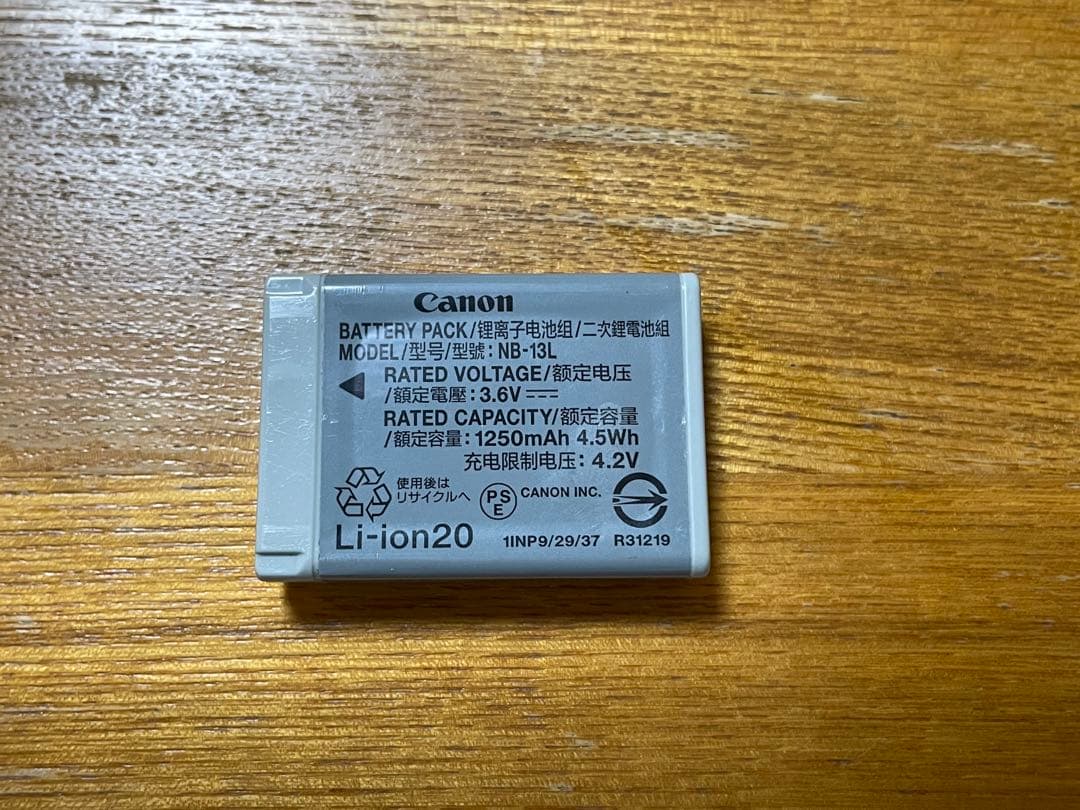 Canon
BATTERY PACK/锂离子电池组/二次鋰電池組
MODEL/型号/型號: NB-13L
RATED VOLTAGE/额定电压
/額定電壓: 3.6V
RATED CAPACITY/额定容量
/額定容量: 1250mAh 4.5Wh
充电限制电压: 4.2V
使用後は
リサイクルへ
PS
E
CANON INC.
Li-ion20
1INP9/29/37 R31219